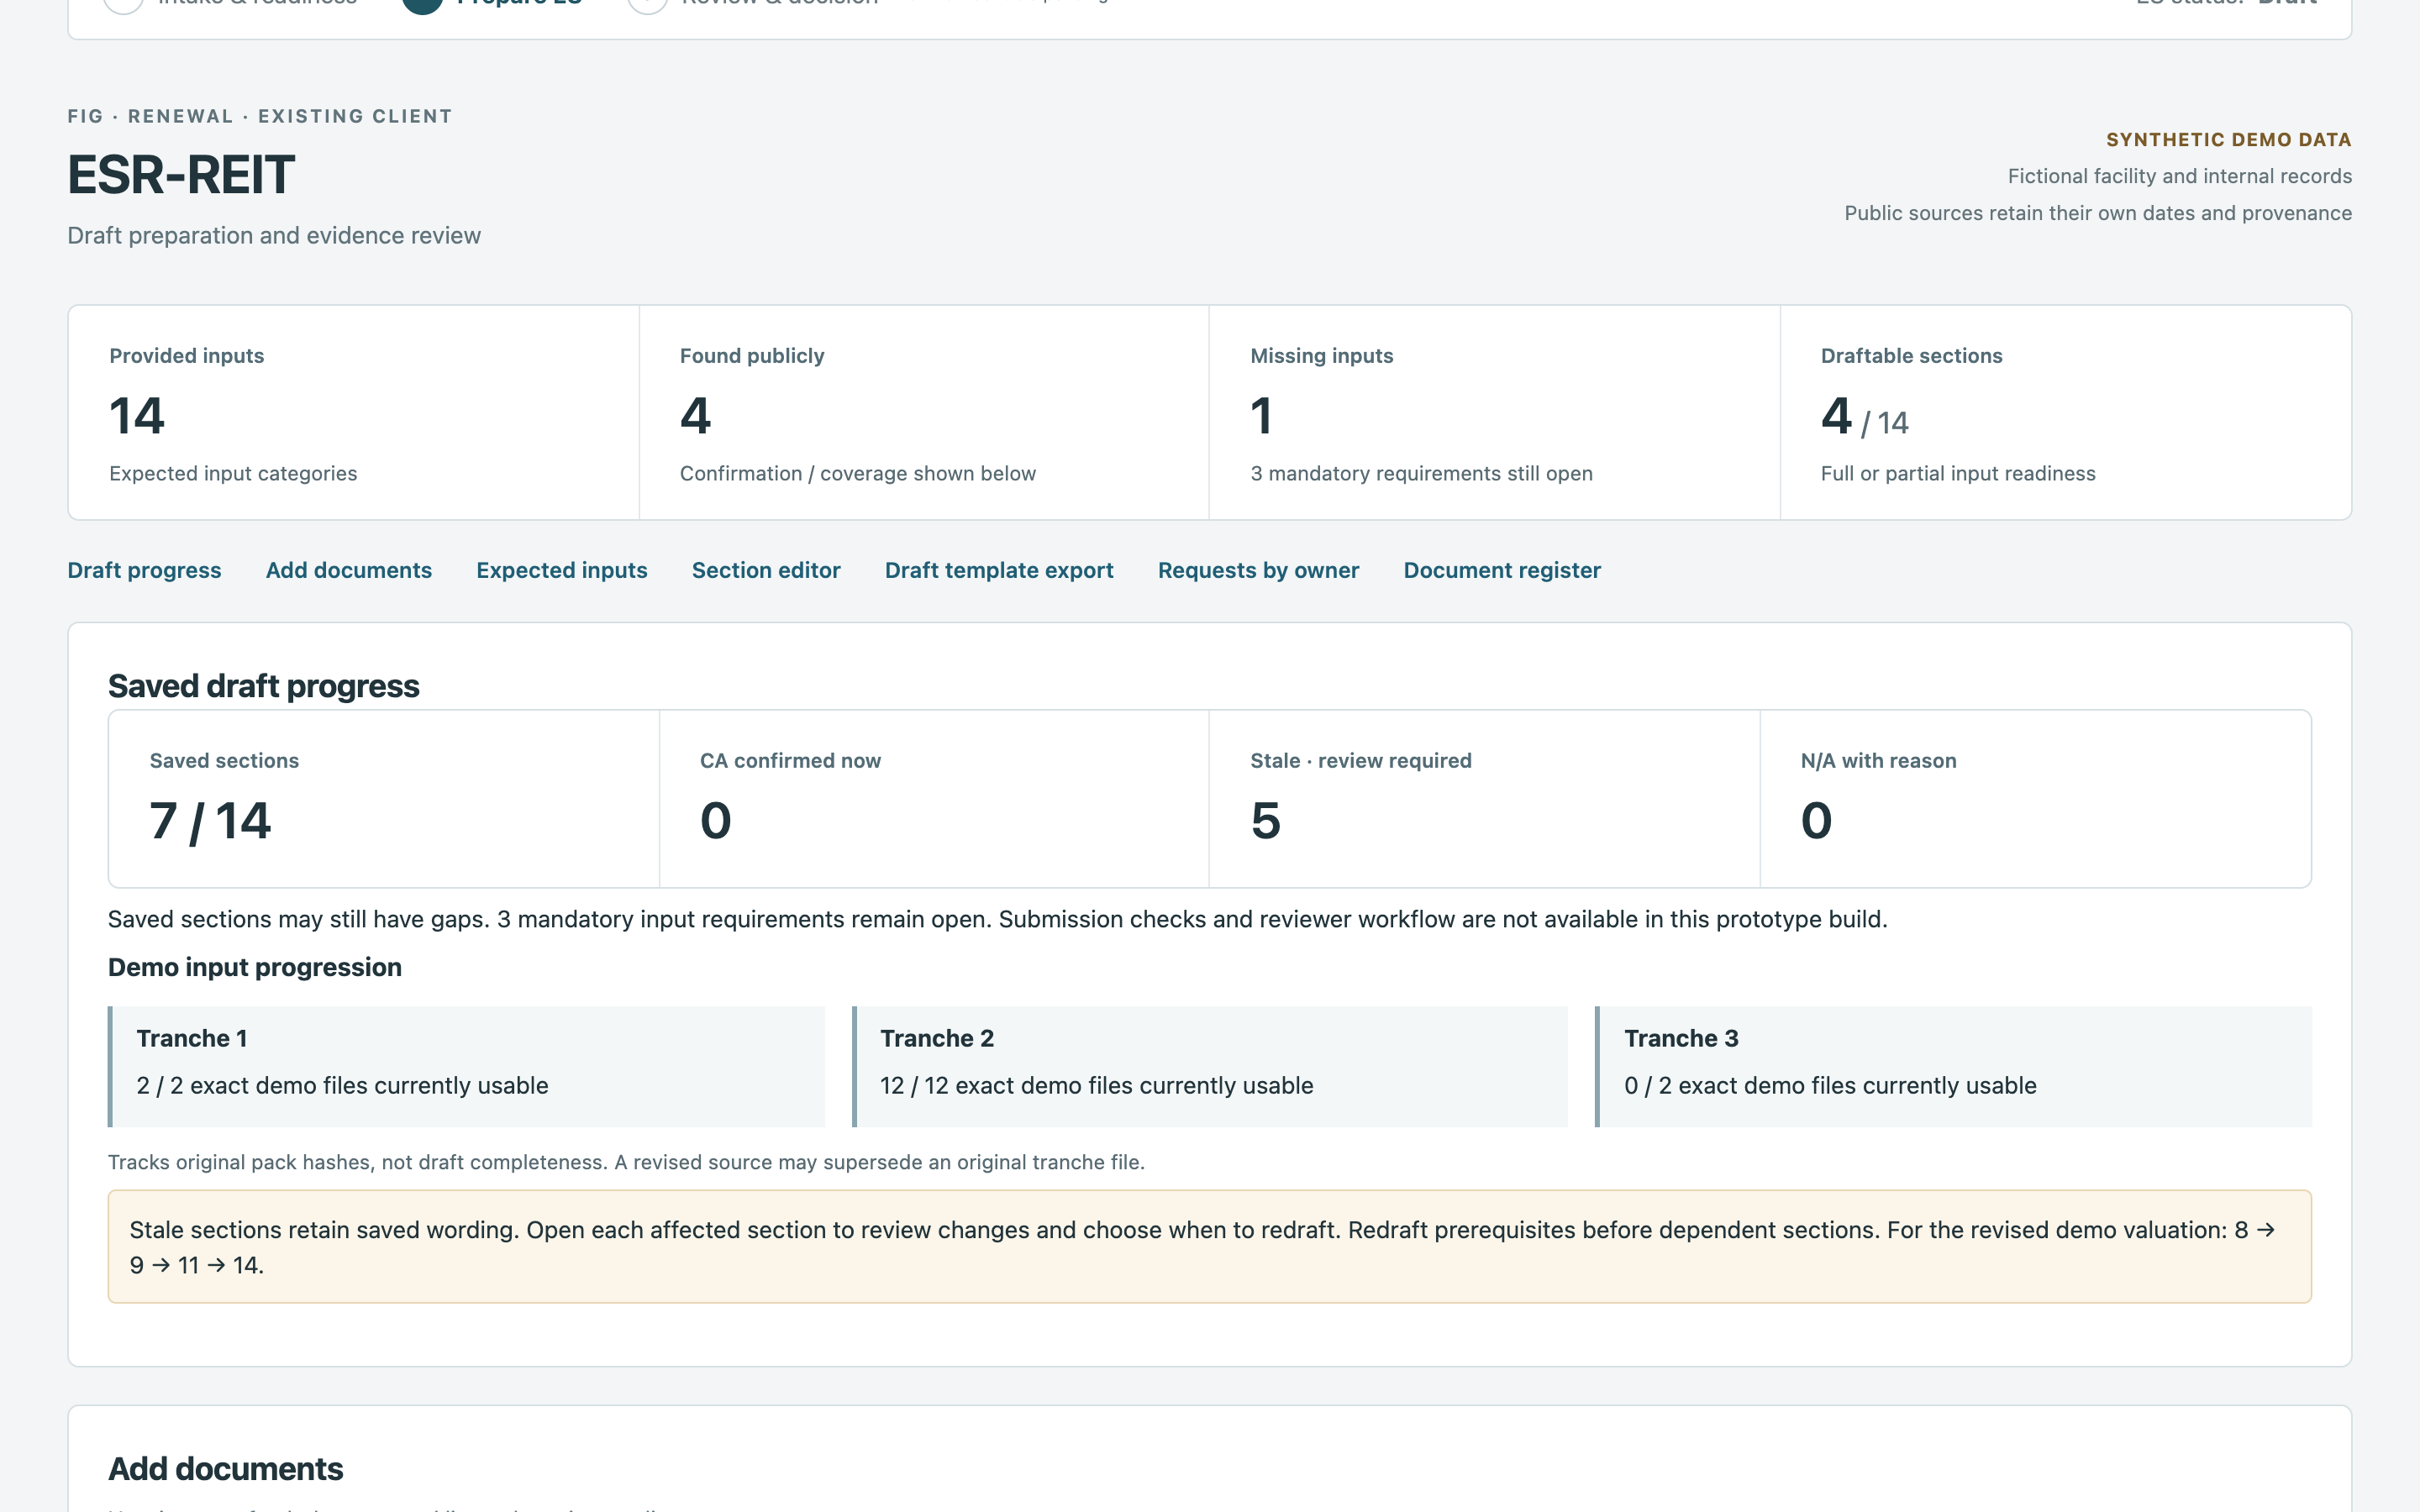 Intake & readiness
Prepare ES
Review & decision
ES status: Draft
FIG · RENEWAL · EXISTING CLIENT
ESR-REIT
Draft preparation and evidence review
SYNTHETIC DEMO DATA
Fictional facility and internal records
Public sources retain their own dates and provenance
Provided inputs
14
Expected input categories
Found publicly
4
Confirmation / coverage shown below
Missing inputs
1
3 mandatory requirements still open
Draftable sections
4 / 14
Full or partial input readiness
Draft progress
Add documents
Expected inputs
Section editor
Draft template export
Requests by owner
Document register
Saved draft progress
Saved sections
7 / 14
CA confirmed now
0
Stale · review required
5
N/A with reason
0
Saved sections may still have gaps. 3 mandatory input requirements remain open. Submission checks and reviewer workflow are not available in this prototype build.
Demo input progression
Tranche 1
2 / 2 exact demo files currently usable
Tranche 2
12 / 12 exact demo files currently usable
Tranche 3
0 / 2 exact demo files currently usable
Tracks original pack hashes, not draft completeness. A revised source may supersede an original tranche file.
Stale sections retain saved wording. Open each affected section to review changes and choose when to redraft. Redraft prerequisites before dependent sections. For the revised demo valuation: 8 →
9 → 11 → 14.
Add documents